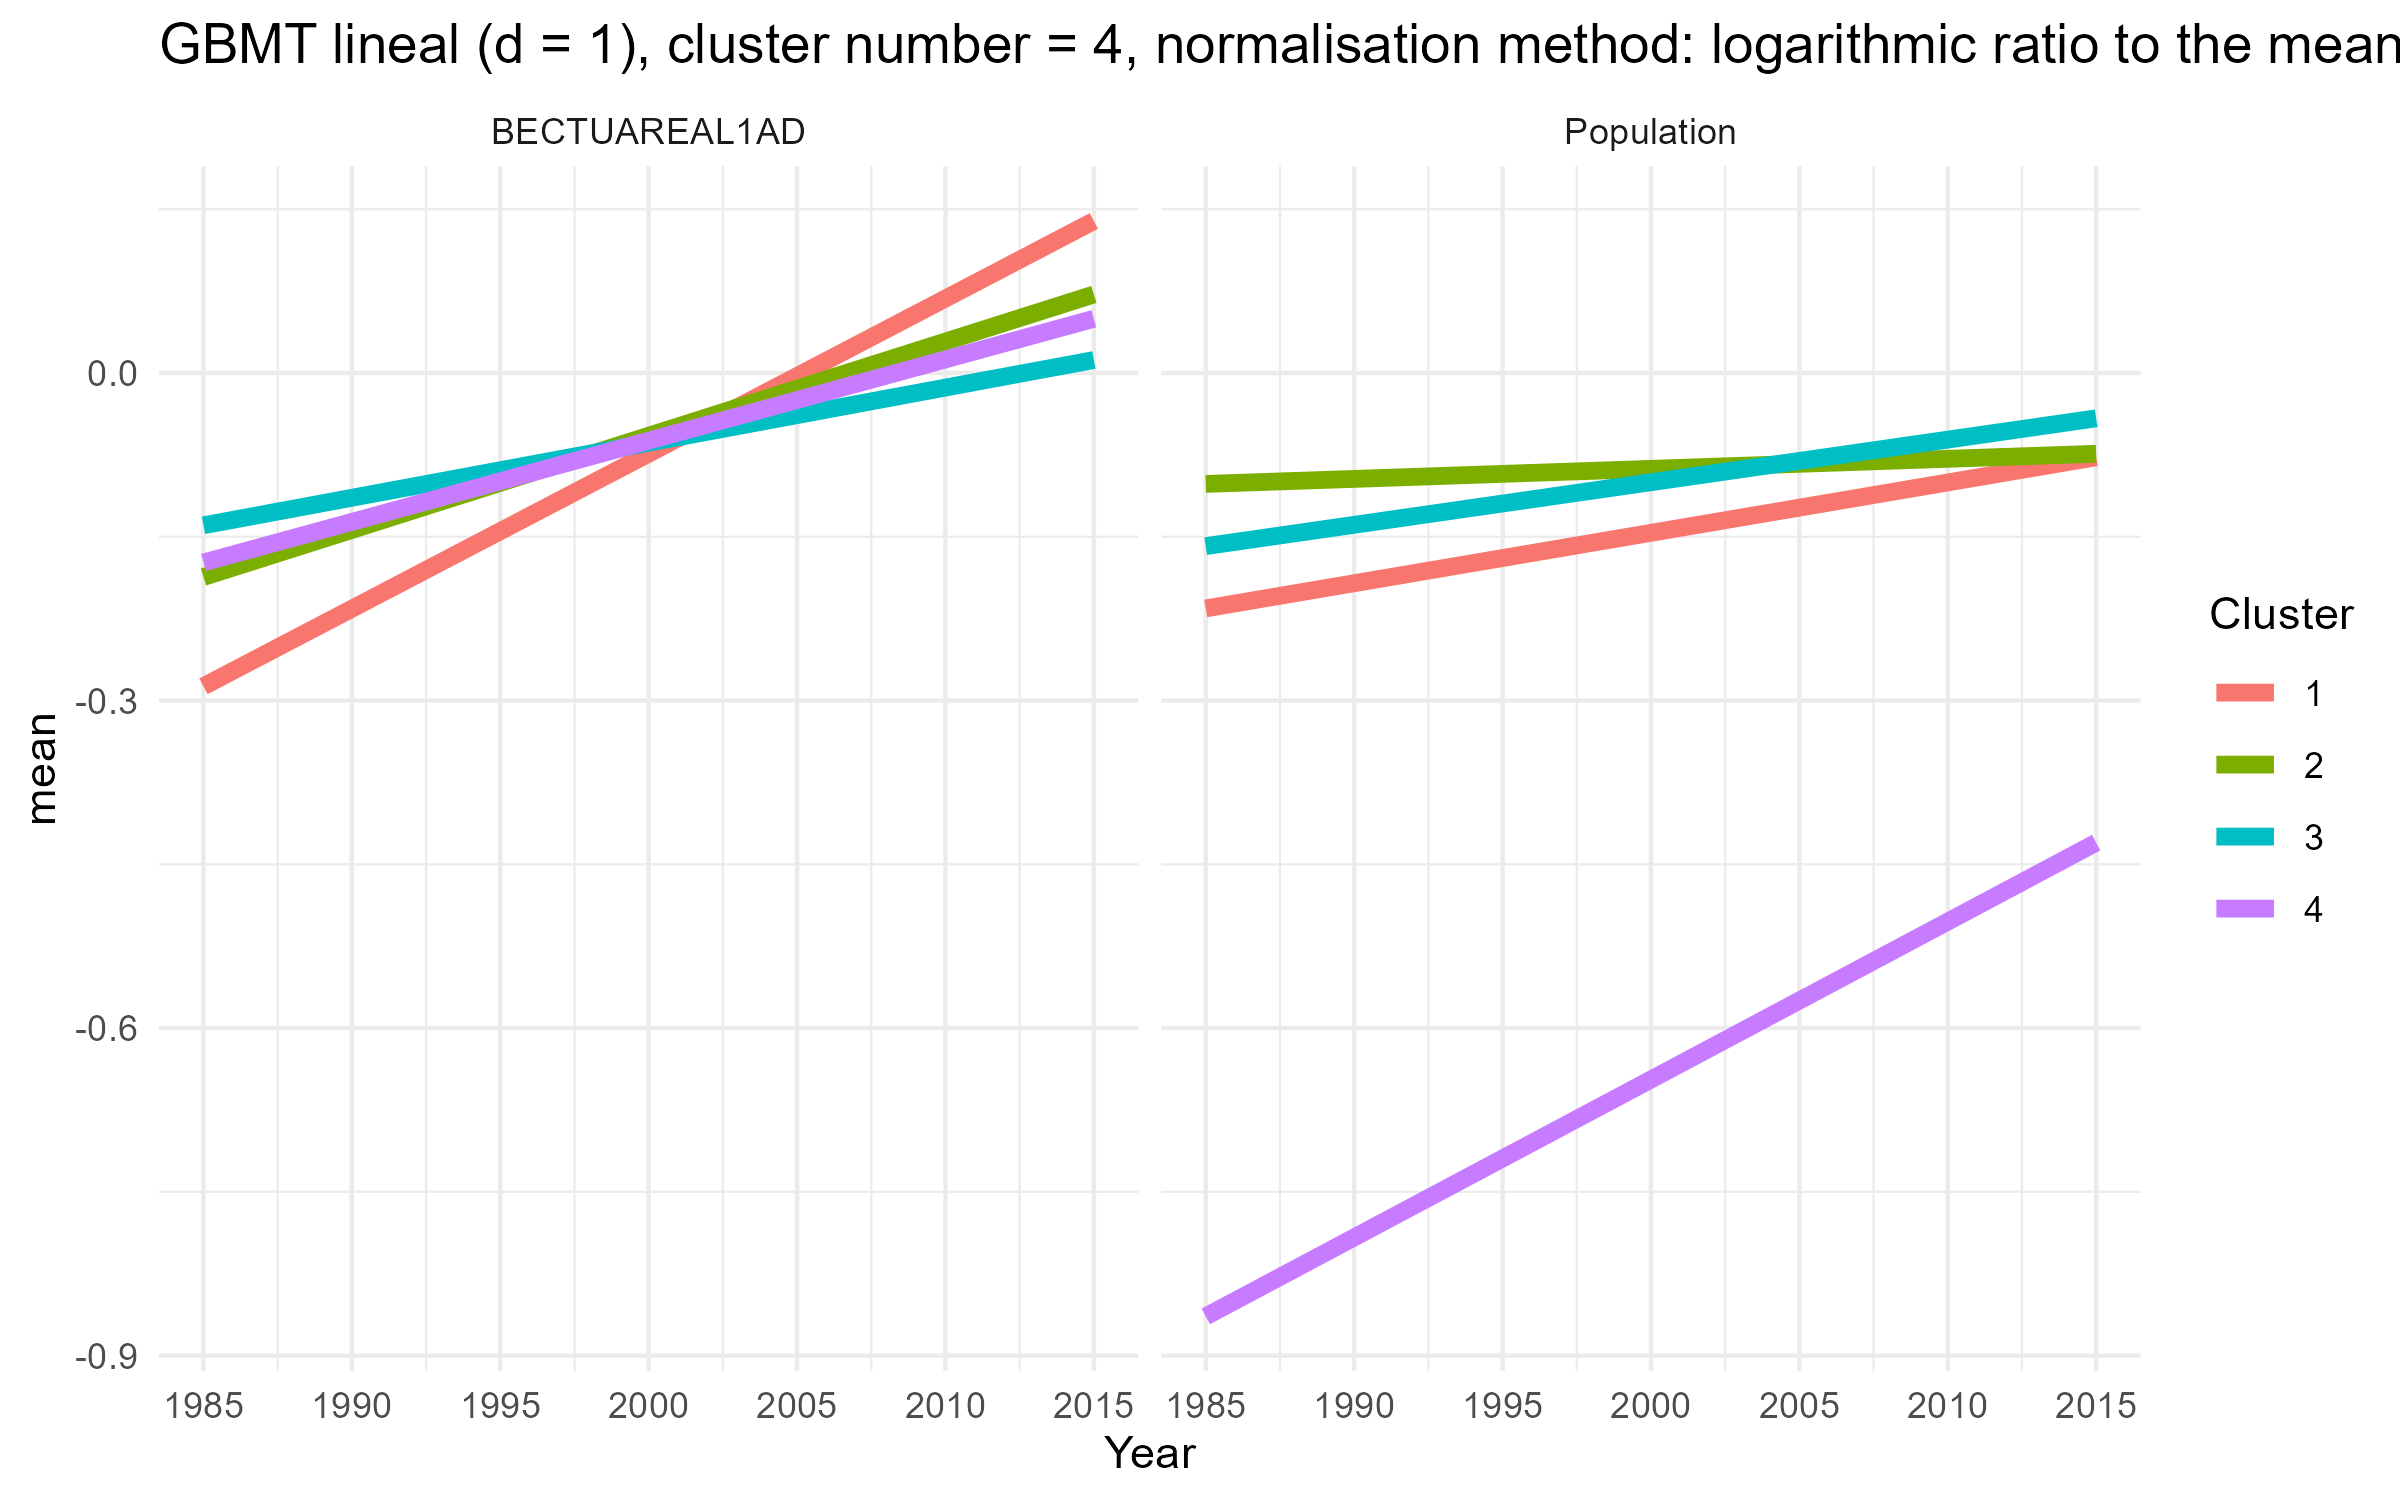 GBMT lineal (d = 1), cluster number = 4, normalisation method: logarithmic ratio to the mean
BECTUAREAL1AD
Population
0.0
-0.3
-0.6
-0.9
mean
1985 1990 1995 2000 2005 2010 2015
1985 1990 1995 2000 2005 2010 2015
Year
Cluster
1
2
3
4